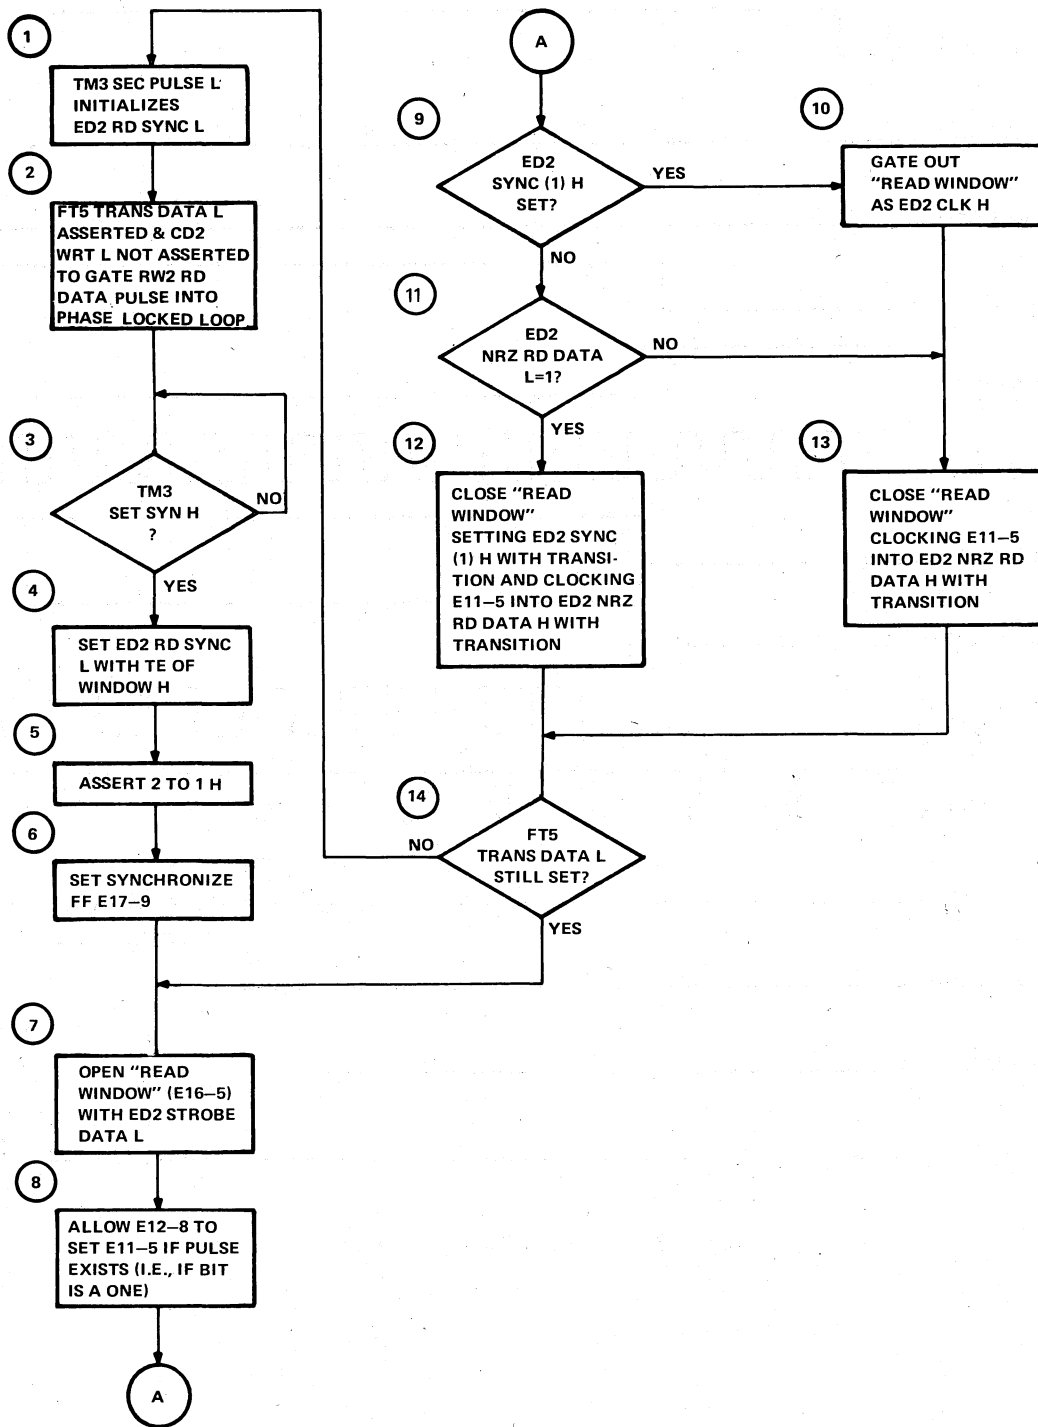 1
TM3 SEC PULSE L
INITIALIZES
ED2 RD SYNC L
2
FT5 TRANS DATA L
ASSERTED & CD2
WRT L NOT ASSERTED
TO GATE RW2 RD
DATA PULSE INTO
PHASE LOCKED LOOP
3
TM3
SET SYN H
?
NO
YES
4
SET ED2 RD SYNC
L WITH TE OF
WINDOW H
5
ASSERT 2 TO 1 H
6
SET SYNCHRONIZE
FF E17–9
7
OPEN "READ
WINDOW" (E16–5)
WITH ED2 STROBE
DATA L
8
ALLOW E12–8 TO
SET E11–5 IF PULSE
EXISTS (I.E., IF BIT
IS A ONE)
A
A
9
ED2
SYNC (1) H
SET?
YES
NO
10
GATE OUT
"READ WINDOW"
AS ED2 CLK H
11
ED2
NRZ RD DATA
L=1?
NO
YES
12
CLOSE "READ
WINDOW"
SETTING ED2 SYNC
(1) H WITH TRANSI-
TION AND CLOCKING
E11–5 INTO ED2 NRZ
RD DATA H WITH
TRANSITION
13
CLOSE "READ
WINDOW"
CLOCKING E11–5
INTO ED2 NRZ RD
DATA H WITH
TRANSITION
14
FT5
TRANS DATA L
STILL SET?
NO
YES